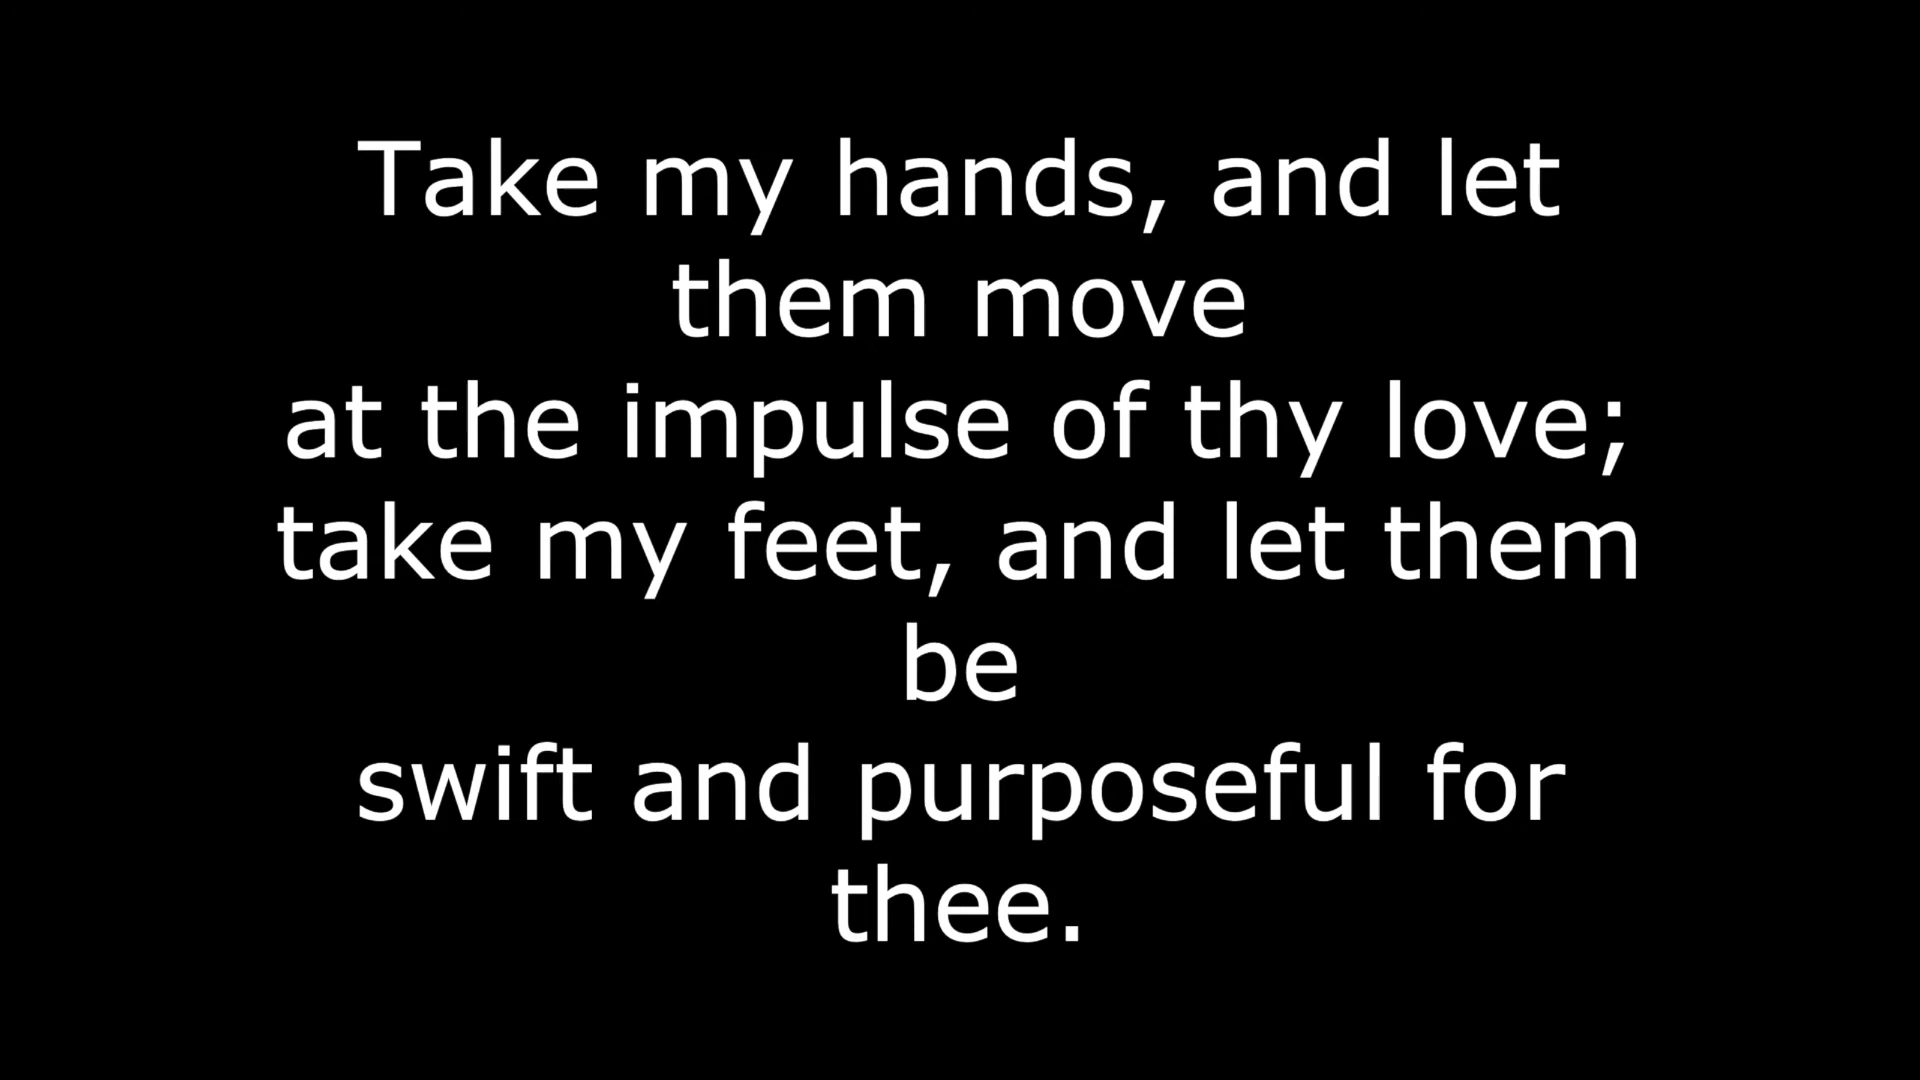 Take my hands, and let
them move
at the impulse of thy love;
take my feet, and let them
be
swift and purposeful for
thee.